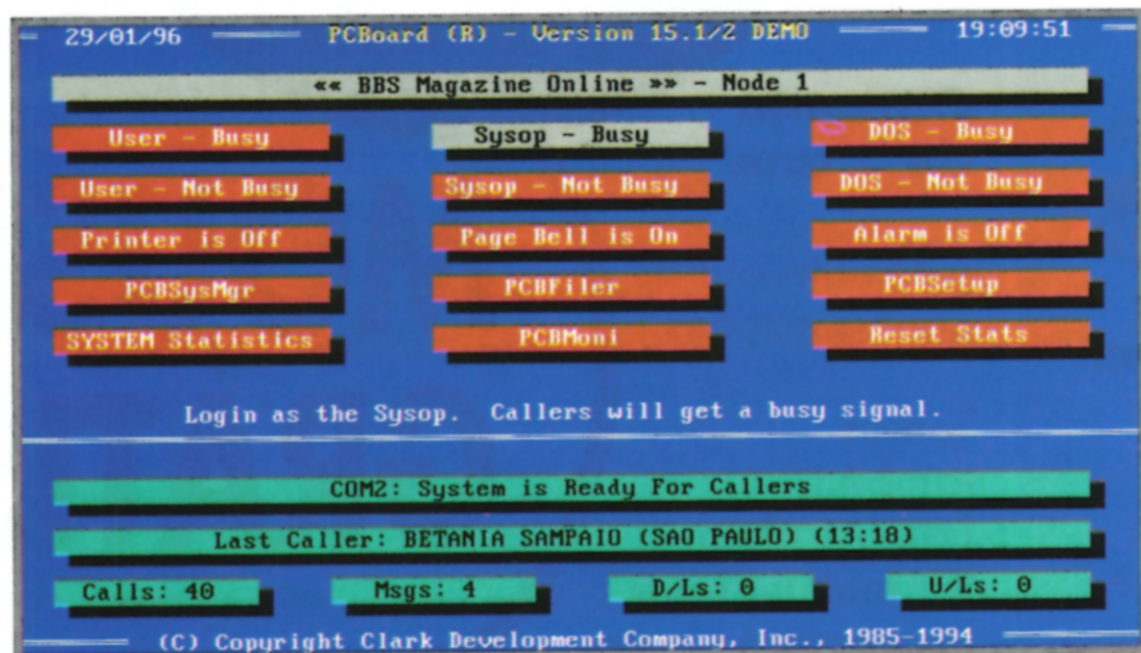 29/01/96 PCBoard (R) - Version 15.1/2 DEMO 19:09:51
«« BBS Magazine Online »» - Node 1
User - Busy Sysop - Busy DOS - Busy
User - Not Busy Sysop - Not Busy DOS - Not Busy
Printer is Off Page Bell is On Alarm is Off
PCBSysMgr PCBFiler PCBSetup
SYSTEM Statistics PCBMoni Reset Stats
Login as the Sysop. Callers will get a busy signal.
COM2: System is Ready For Callers
Last Caller: BETANIA SAMPAIO (SAO PAULO) (13:18)
Calls: 40 Msgs: 4 D/Ls: 0 U/Ls: 0
(C) Copyright Clark Development Company, Inc., 1985-1994